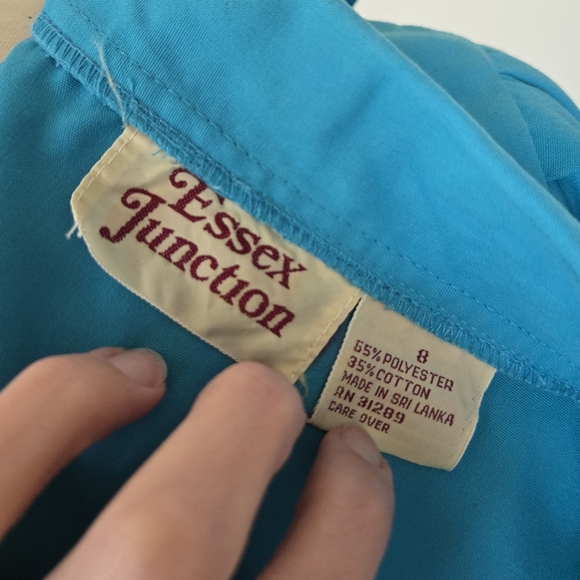 Essex
Junction
8
65% POLYESTER
35% COTTON
MADE IN SRI LANKA
RN 31289
CARE OVER